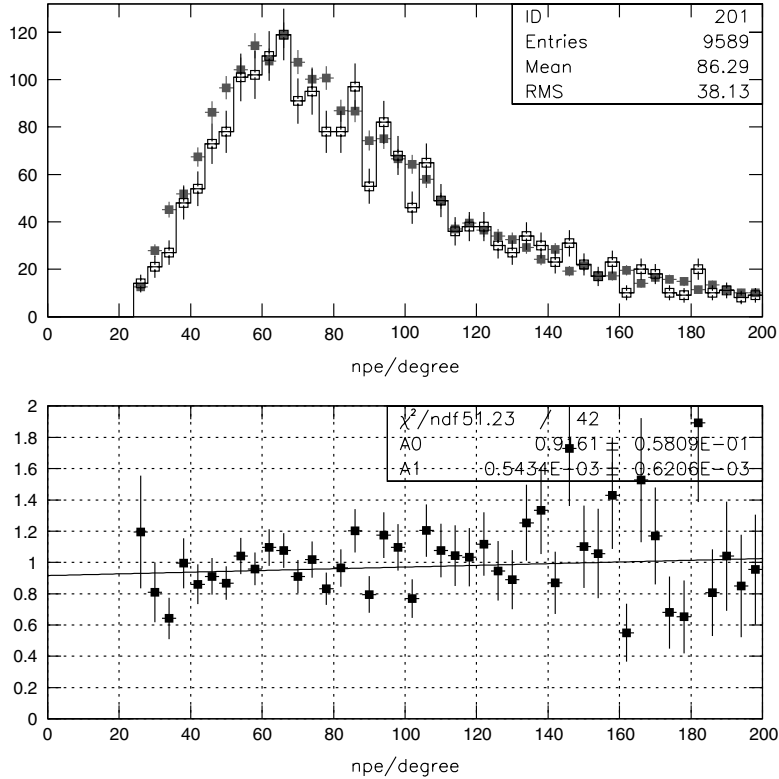 ID 201
Entries 9589
Mean 86.29
RMS 38.13
120
100
80
60
40
20
0
0 20 40 60 80 100 120 140 160 180 200
npe/degree
χ²/ndf 51.23 / 42
A0 0.9161 ± 0.5809E-01
A1 0.5434E-03 ± 0.6206E-03
2
1.8
1.6
1.4
1.2
1
0.8
0.6
0.4
0.2
0
0 20 40 60 80 100 120 140 160 180 200
npe/degree